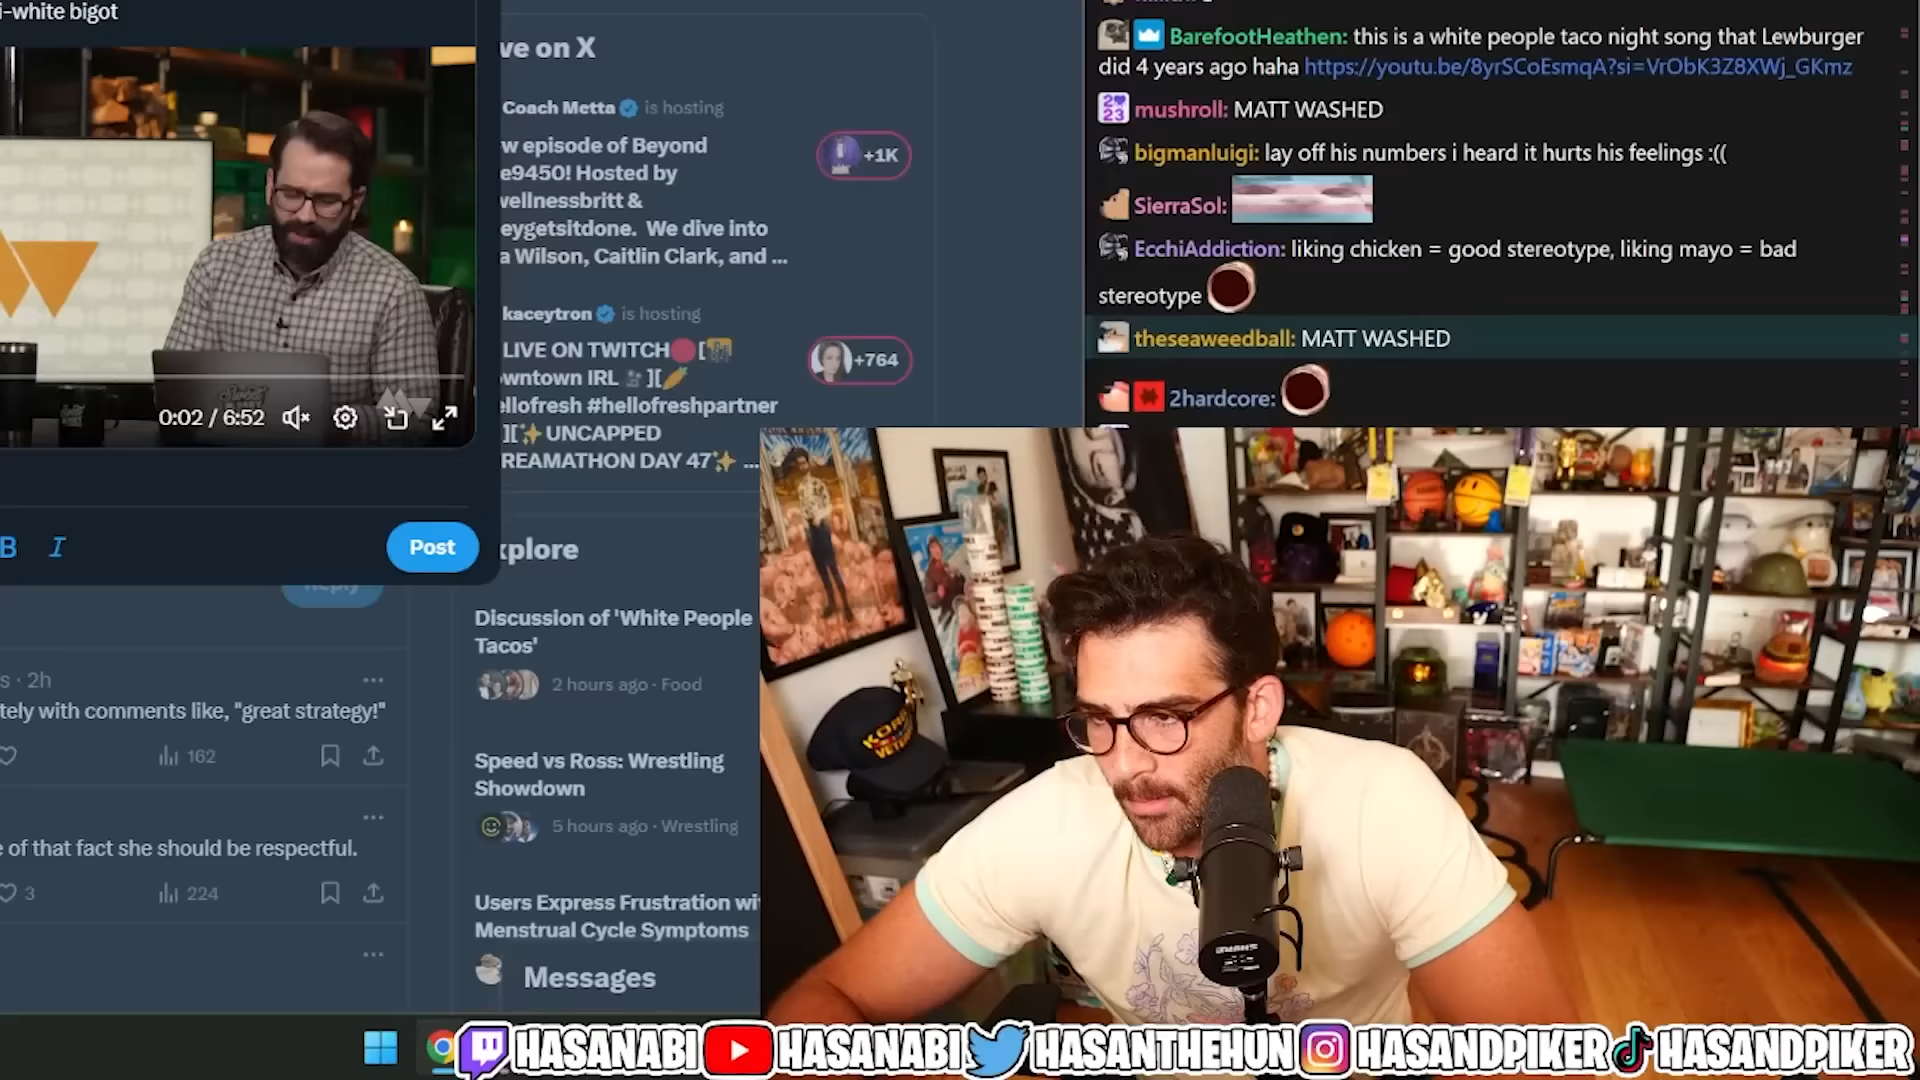 i-white bigot
0:02 / 6:52
B I
Post
Reply
s · 2h
tely with comments like, "great strategy!"
162
e of that fact she should be respectful.
3 224
ve on X
Coach Metta is hosting
w episode of Beyond
e9450! Hosted by
wellnessbritt &
eygetsitdone. We dive into
a Wilson, Caitlin Clark, and ...
+1K
kaceytron is hosting
LIVE ON TWITCH🔴[
wntown IRL ][🥕
ellofresh #hellofreshpartner
][✨UNCAPPED
REAMATHON DAY 47✨ ...
+764
xplore
Discussion of 'White People
Tacos'
2 hours ago · Food
Speed vs Ross: Wrestling
Showdown
5 hours ago · Wrestling
Users Express Frustration wi
Menstrual Cycle Symptoms
Messages
BarefootHeathen: this is a white people taco night song that Lewburger
did 4 years ago haha https://youtu.be/8yrSCoEsmqA?si=VrObK3Z8XWj_GKmz
mushroll: MATT WASHED
bigmanluigi: lay off his numbers i heard it hurts his feelings :((
SierraSol:
EcchiAddiction: liking chicken = good stereotype, liking mayo = bad
stereotype
theseaweedball: MATT WASHED
2hardcore:
SHURE
HASANABI HASANABI HASANTHEHUN HASANDPIKER HASANDPIKER